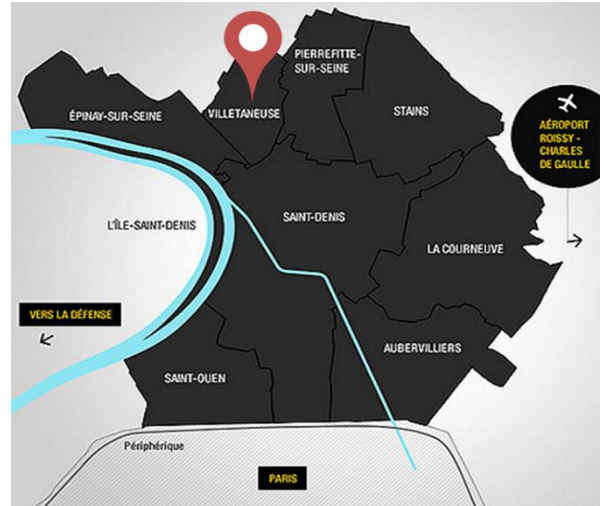 PIERREFITTE-
SUR-SEINE
ÉPINAY-SUR-SEINE
VILLETANEUSE
STAINS
AÉROPORT
ROISSY -
CHARLES
DE GAULLE
L'ÎLE-SAINT-DENIS
SAINT-DENIS
LA COURNEUVE
VERS LA DÉFENSE
AUBERVILLIERS
SAINT-OUEN
Périphérique
PARIS